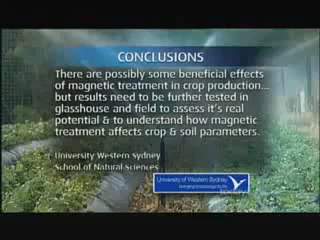 CONCLUSIONS
There are possibly some beneficial effects
of magnetic treatment in crop production...
but results need to be further tested in
glasshouse and field to assess it's real
potential & to understand how magnetic
treatment affects crop & soil parameters.
University Western Sydney
School of Natural Sciences
University of Western Sydney